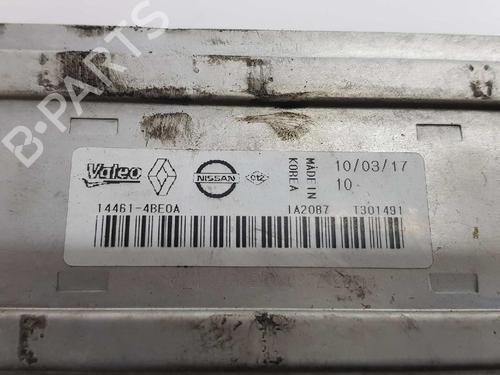 B-PARTS
Valeo
NISSAN
MADE IN
KOREA
10/03/17
10
14461-4BE0A
1A2087
T301491